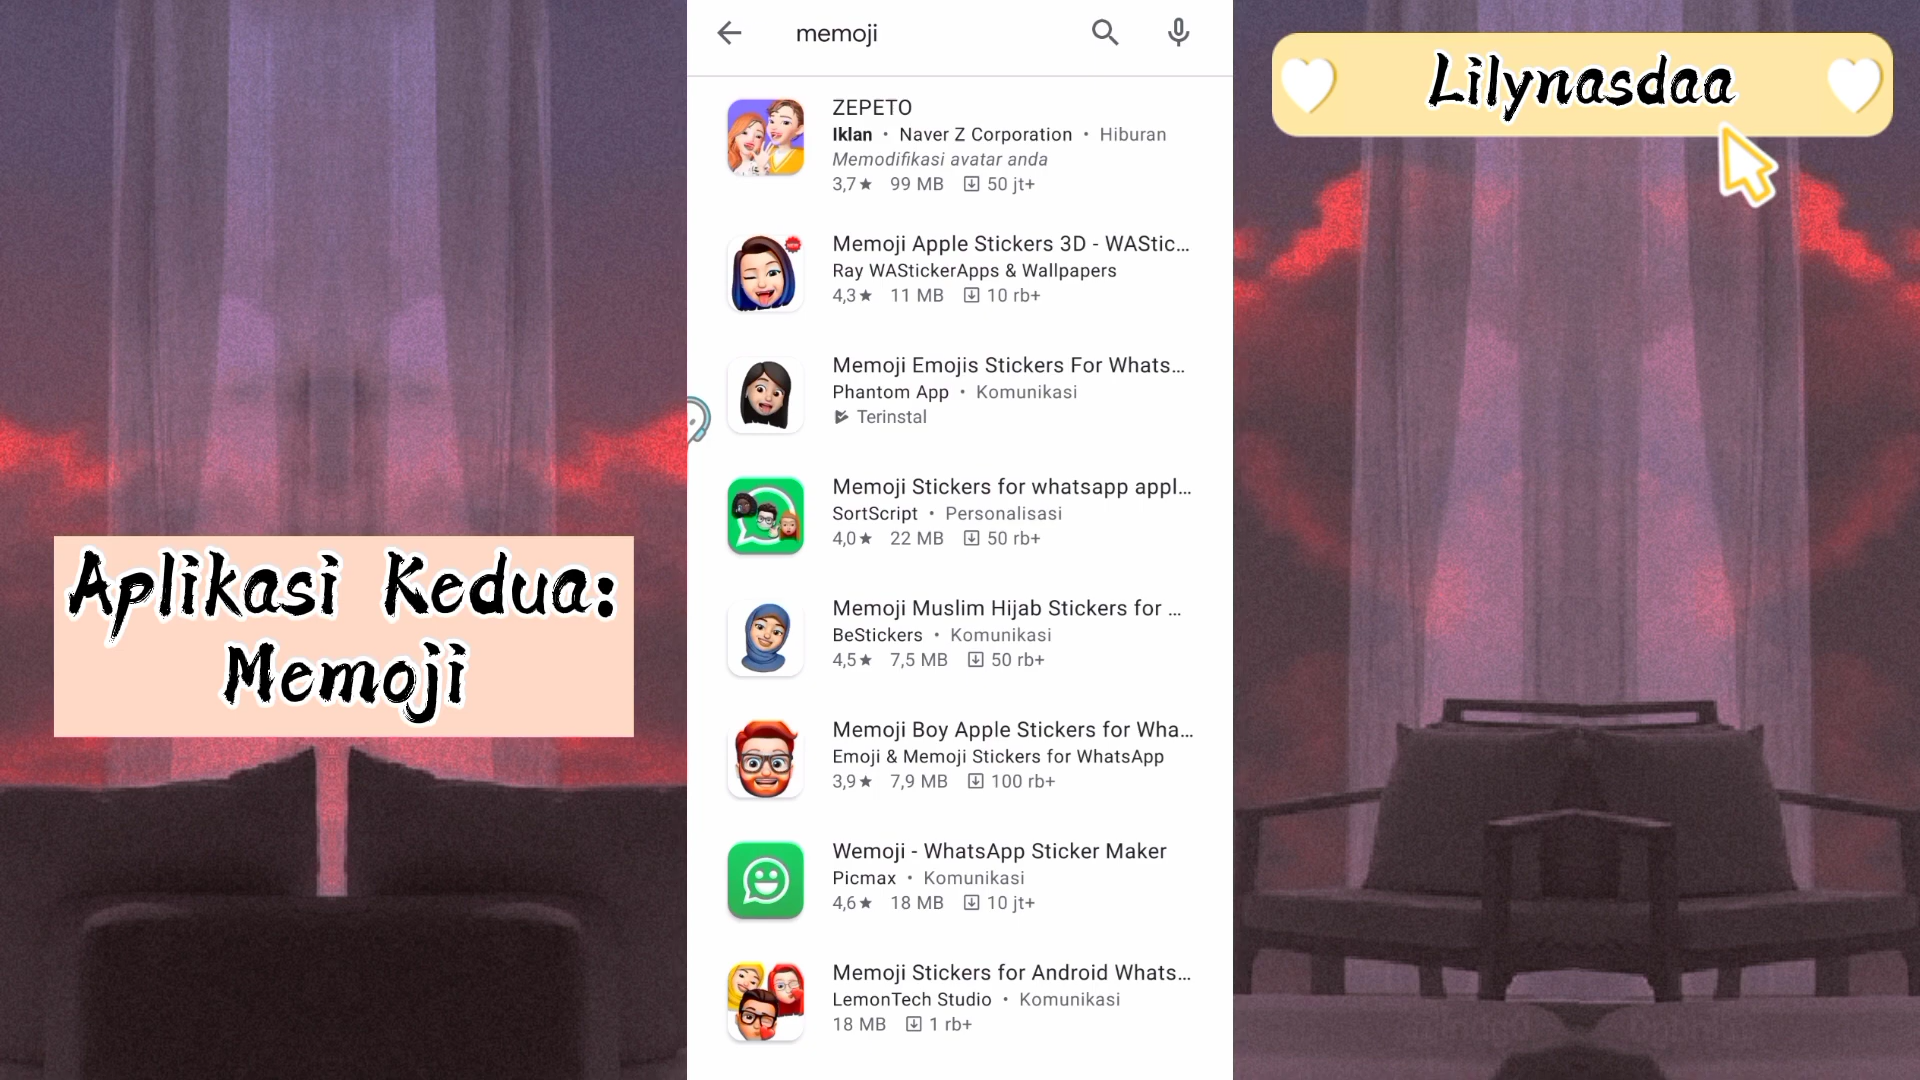 memoji
ZEPETO
Iklan • Naver Z Corporation • Hiburan
Memodifikasi avatar anda
3,7★ 99 MB 50 jt+
Memoji Apple Stickers 3D - WAStic...
Ray WAStickerApps & Wallpapers
4,3★ 11 MB 10 rb+
Memoji Emojis Stickers For Whats...
Phantom App • Komunikasi
Terinstal
Memoji Stickers for whatsapp appl...
SortScript • Personalisasi
4,0★ 22 MB 50 rb+
Memoji Muslim Hijab Stickers for ...
BeStickers • Komunikasi
4,5★ 7,5 MB 50 rb+
Memoji Boy Apple Stickers for Wha...
Emoji & Memoji Stickers for WhatsApp
3,9★ 7,9 MB 100 rb+
Wemoji - WhatsApp Sticker Maker
Picmax • Komunikasi
4,6★ 18 MB 10 jt+
Memoji Stickers for Android Whats...
LemonTech Studio • Komunikasi
18 MB 1 rb+
Aplikasi Kedua:
Memoji
Lilynasdaa